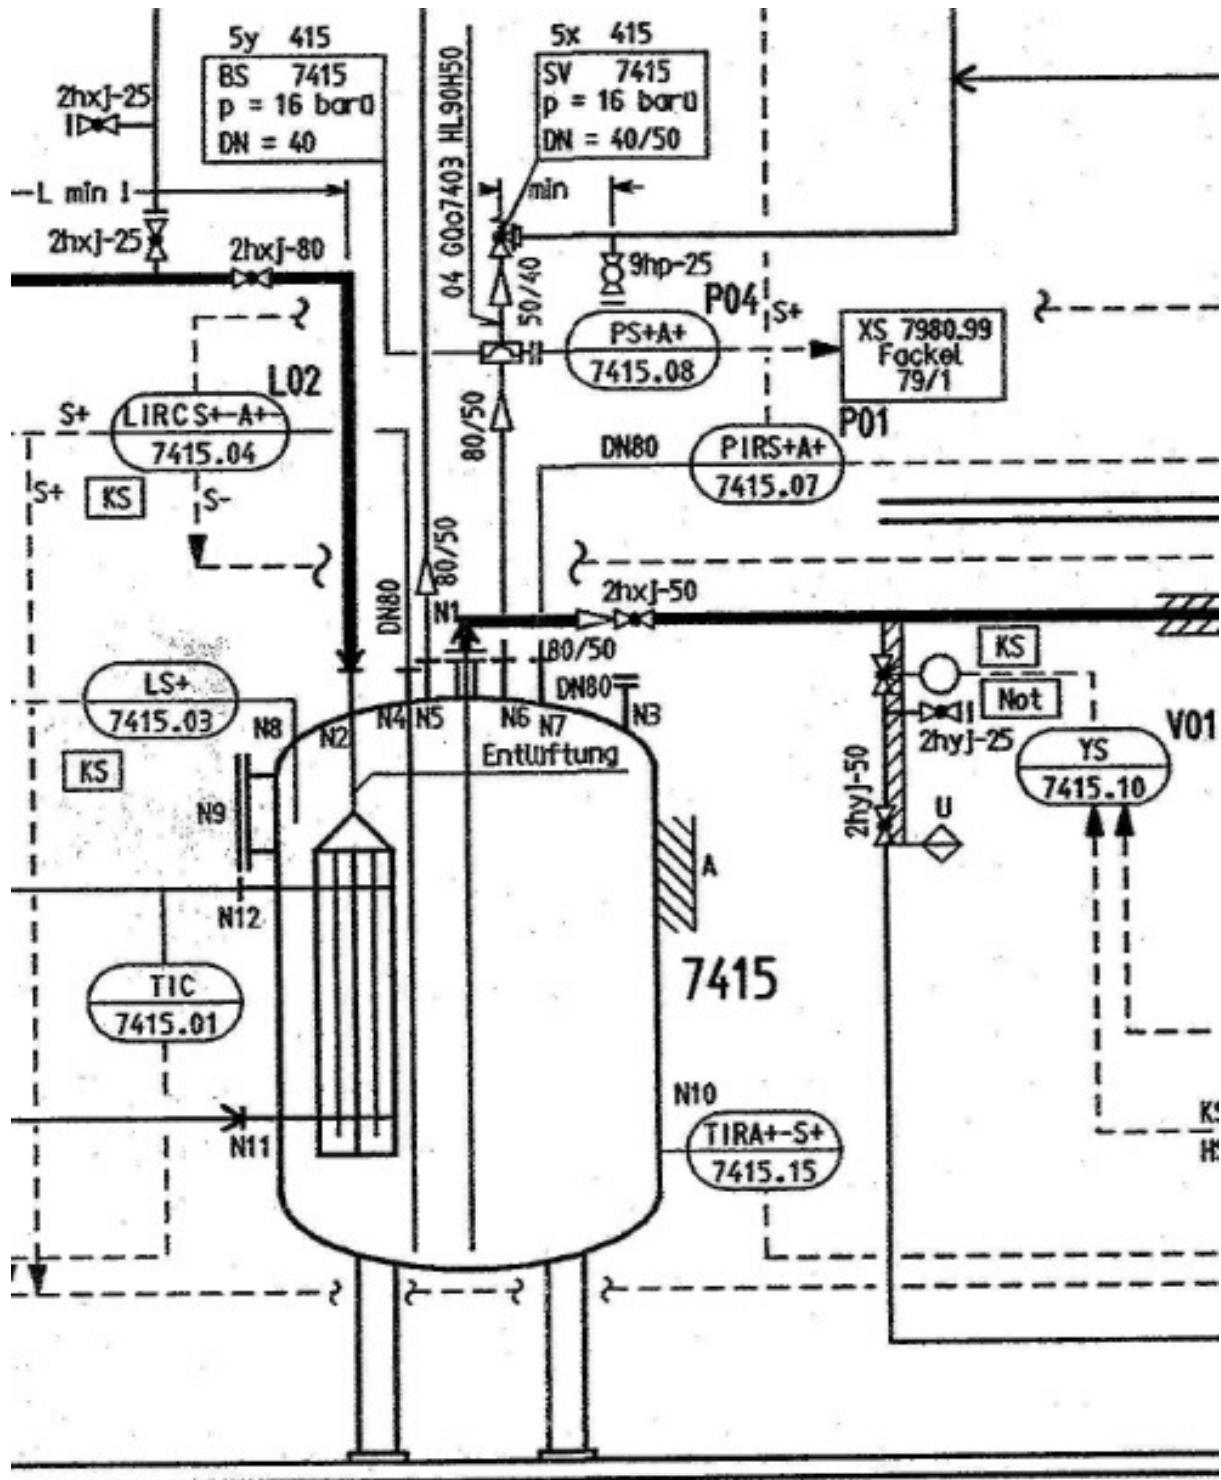 5y 415
BS 7415
p = 16 barü
DN = 40
5x 415
SV 7415
p = 16 barü
DN = 40/50
2hxj-25
04 GQo7403 HL90H50
L min 1
min
2hxj-25
2hxj-80
9hp-25
50/40
P04
S+
PS+A+
7415.08
XS 7980.99
Fackel
79/1
L02
LIRCS+-A+-
7415.04
S+
S+
KS
S-
80/50
DN80
P01
PIRS+A+
7415.07
80/50
DN80
N1
2hxj-50
80/50
KS
Not
LS+
7415.03
DN80
N8
N2
N4
N5
N6
N7
N3
2hyj-25
V01
YS
7415.10
KS
Entlüftung
N9
2hyj-50
U
A
N12
7415
TIC
7415.01
N10
N11
TIRA+-S+
7415.15